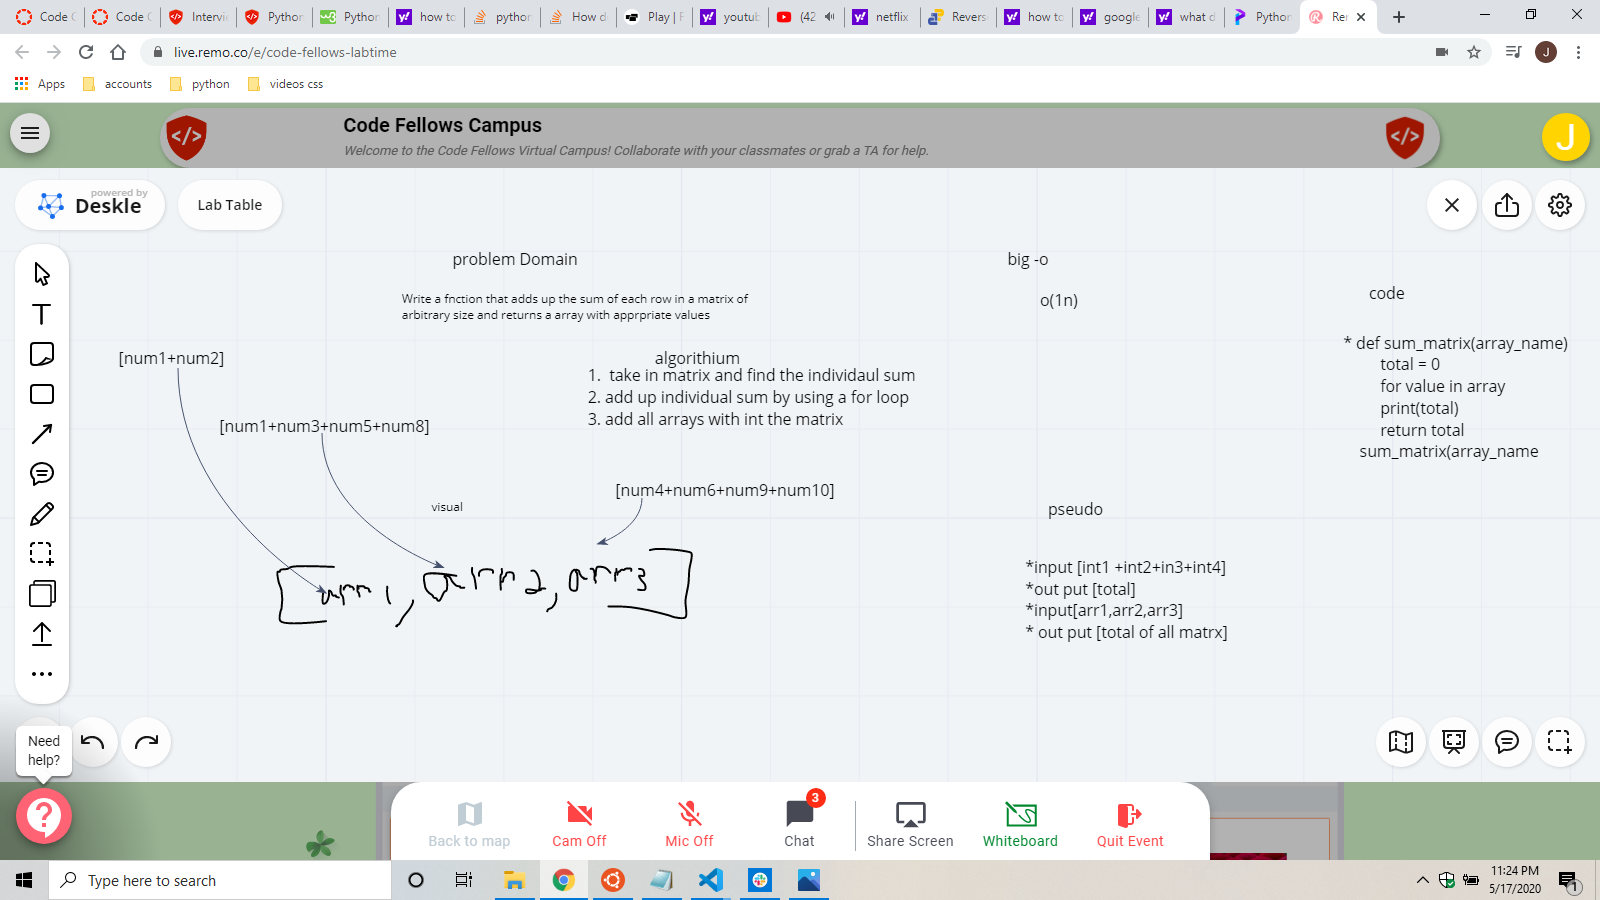 Code C
Code C
Intervi
Python
Python
how to
python
How d
Play | F
youtub
(42
netflix
Revers
how to
google
what d
Python
Rer
live.remo.co/e/code-fellows-labtime
J
Apps
accounts
python
videos css
Code Fellows Campus
Welcome to the Code Fellows Virtual Campus! Collaborate with your classmates or grab a TA for help.
J
powered by
Deskle
Lab Table
problem Domain
Write a fnction that adds up the sum of each row in a matrix of
arbitrary size and returns a array with apprpriate values
big -o
o(1n)
code
* def sum_matrix(array_name)
total = 0
for value in array
print(total)
return total
sum_matrix(array_name
[num1+num2]
algorithium
1. take in matrix and find the individaul sum
2. add up individual sum by using a for loop
3. add all arrays with int the matrix
[num1+num3+num5+num8]
[num4+num6+num9+num10]
visual
[arr1, arr2, arr3]
pseudo
*input [int1 +int2+in3+int4]
*out put [total]
*input[arr1,arr2,arr3]
* out put [total of all matrx]
Need
help?
Back to map
Cam Off
Mic Off
3
Chat
Share Screen
Whiteboard
Quit Event
Type here to search
11:24 PM
5/17/2020
1